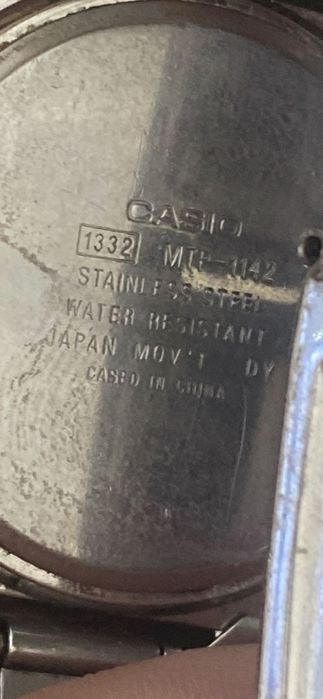 CASIO
1332 MTP-1142
STAINLESS STEEL
WATER RESISTANT
JAPAN MOV'T DY
CASED IN CHINA